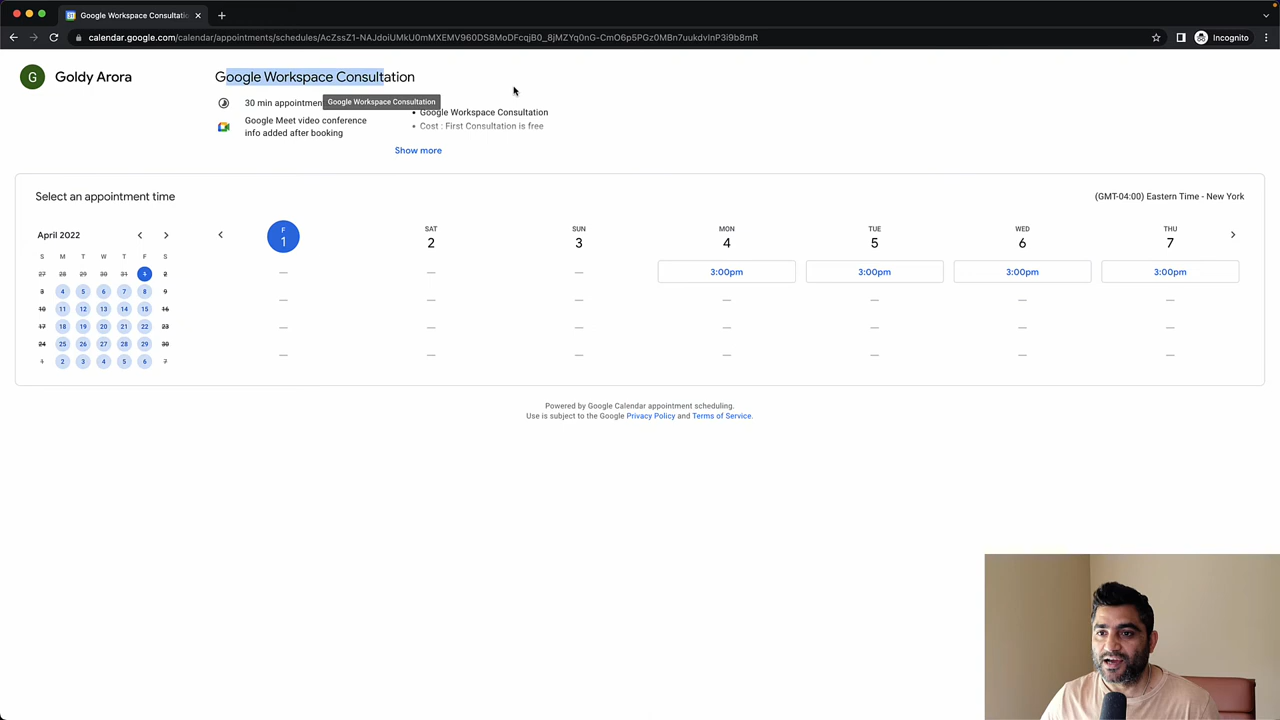 Google Workspace Consultatio
Incognito
calendar.google.com/calendar/appointments/schedules/AcZssZ1-NAJdoiUMkU0mMXEMV960DS8MoDFcqjB0_8jMZYq0nG-CmO6p5PGz0MBn7uukdvInP3i9b8mR
G
Goldy Arora
Google Workspace Consultation
30 min appointmen
Google Workspace Consultation
Google Meet video conference
info added after booking
• Google Workspace Consultation
• Cost : First Consultation is free
Show more
Select an appointment time
(GMT-04:00) Eastern Time - New York
April 2022
S M T W T F S
27 28 29 30 31 1 2
3 4 5 6 7 8 9
10 11 12 13 14 15 16
17 18 19 20 21 22 23
24 25 26 27 28 29 30
1 2 3 4 5 6 7
F SAT SUN MON TUE WED THU
1 2 3 4 5 6 7
— — — 3:00pm 3:00pm 3:00pm 3:00pm
— — — — — — —
— — — — — — —
— — — — — — —
Powered by Google Calendar appointment scheduling.
Use is subject to the Google Privacy Policy and Terms of Service.